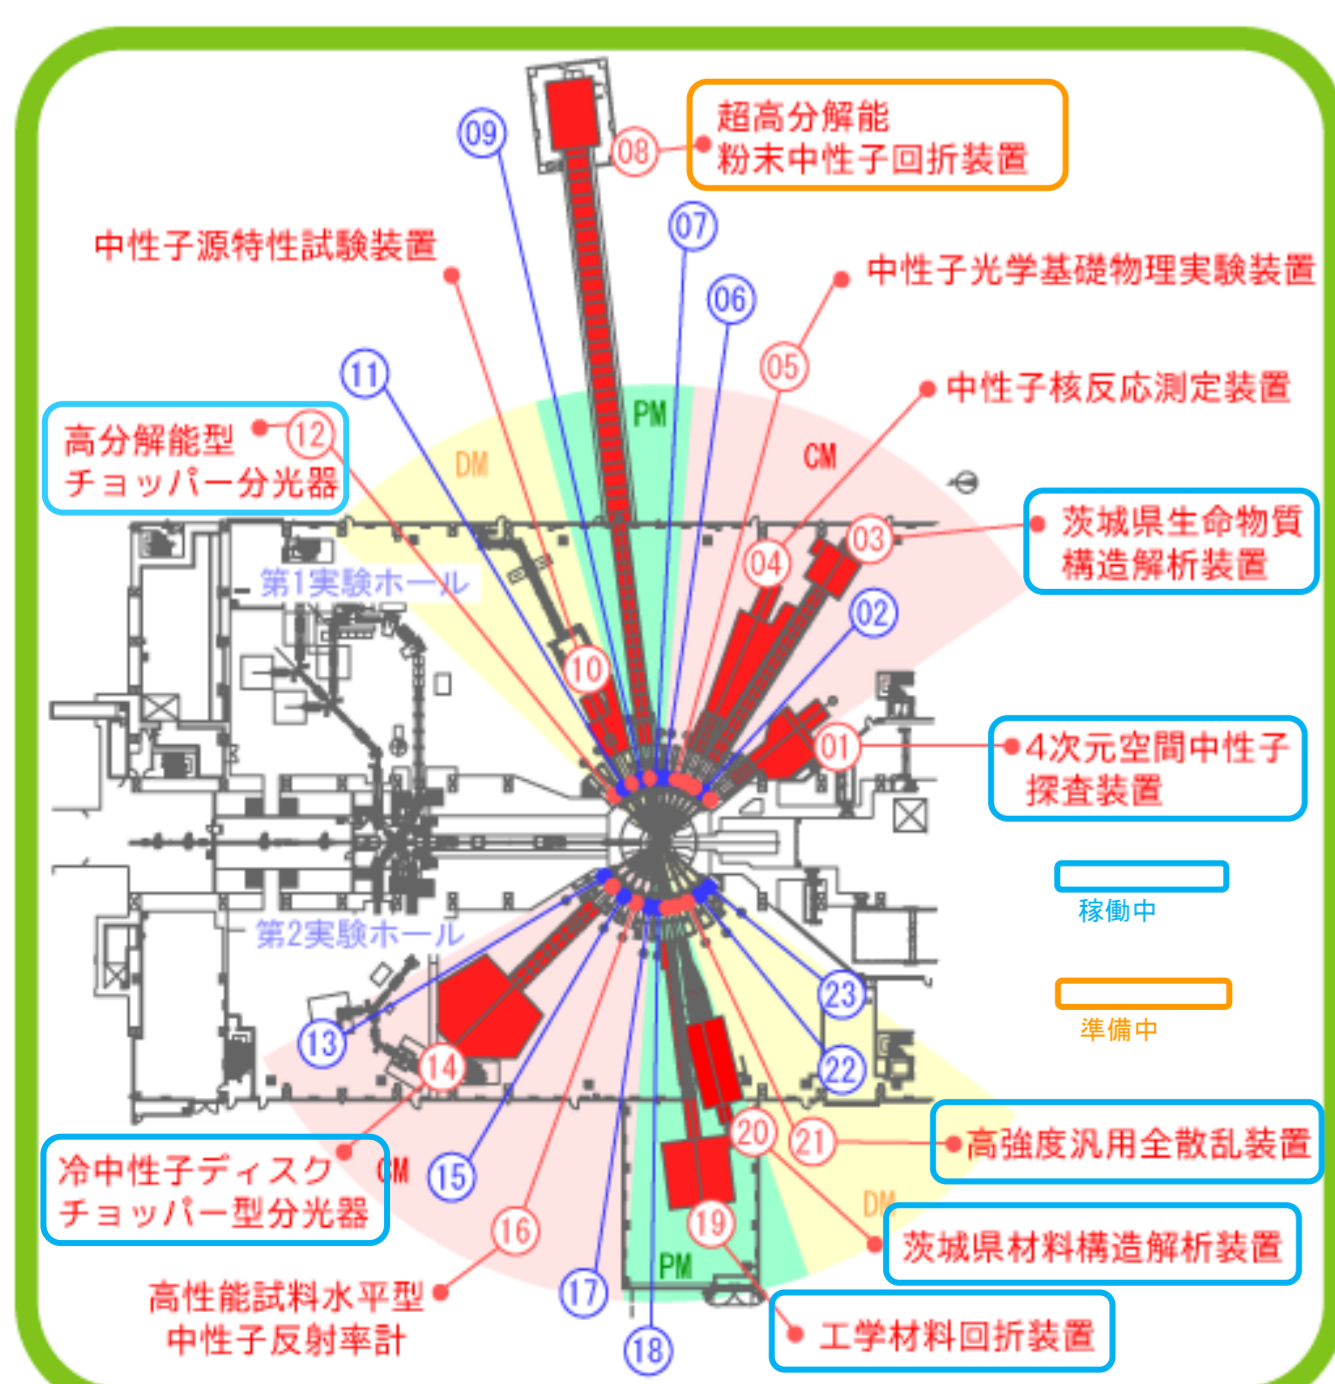 超高分解能
粉末中性子回折装置
08
09
07
06
中性子源特性試験装置
中性子光学基礎物理実験装置
05
11
中性子核反応測定装置
12
高分解能型
チョッパー分光器
DM
PM
CM
茨城県生命物質
構造解析装置
03
04
02
第1実験ホール
10
01
4次元空間中性子
探査装置
稼働中
第2実験ホール
準備中
13
14
23
22
20
21
高強度汎用全散乱装置
冷中性子ディスク
チョッパー型分光器
CM
15
16
19
DM
茨城県材料構造解析装置
PM
17
18
高性能試料水平型
中性子反射率計
工学材料回折装置